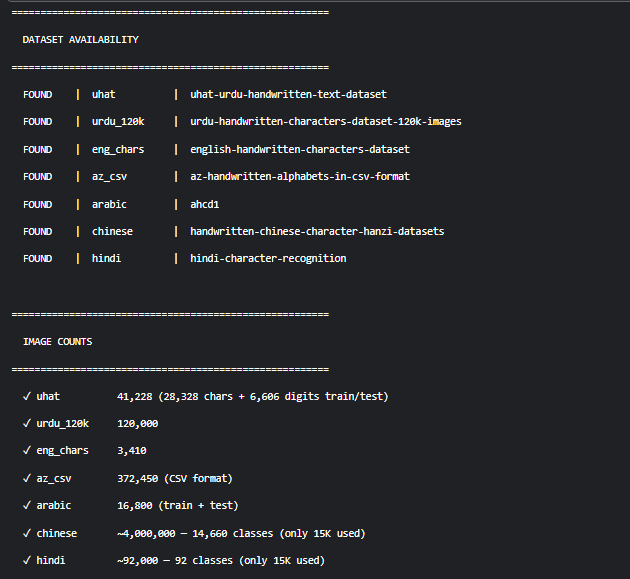 ======================================================
DATASET AVAILABILITY
======================================================
FOUND | uhat | uhat-urdu-handwritten-text-dataset
FOUND | urdu_120k | urdu-handwritten-characters-dataset-120k-images
FOUND | eng_chars | english-handwritten-characters-dataset
FOUND | az_csv | az-handwritten-alphabets-in-csv-format
FOUND | arabic | ahcd1
FOUND | chinese | handwritten-chinese-character-hanzi-datasets
FOUND | hindi | hindi-character-recognition
======================================================
IMAGE COUNTS
======================================================
✓ uhat 41,228 (28,328 chars + 6,606 digits train/test)
✓ urdu_120k 120,000
✓ eng_chars 3,410
✓ az_csv 372,450 (CSV format)
✓ arabic 16,800 (train + test)
✓ chinese ~4,000,000 — 14,660 classes (only 15K used)
✓ hindi ~92,000 — 92 classes (only 15K used)